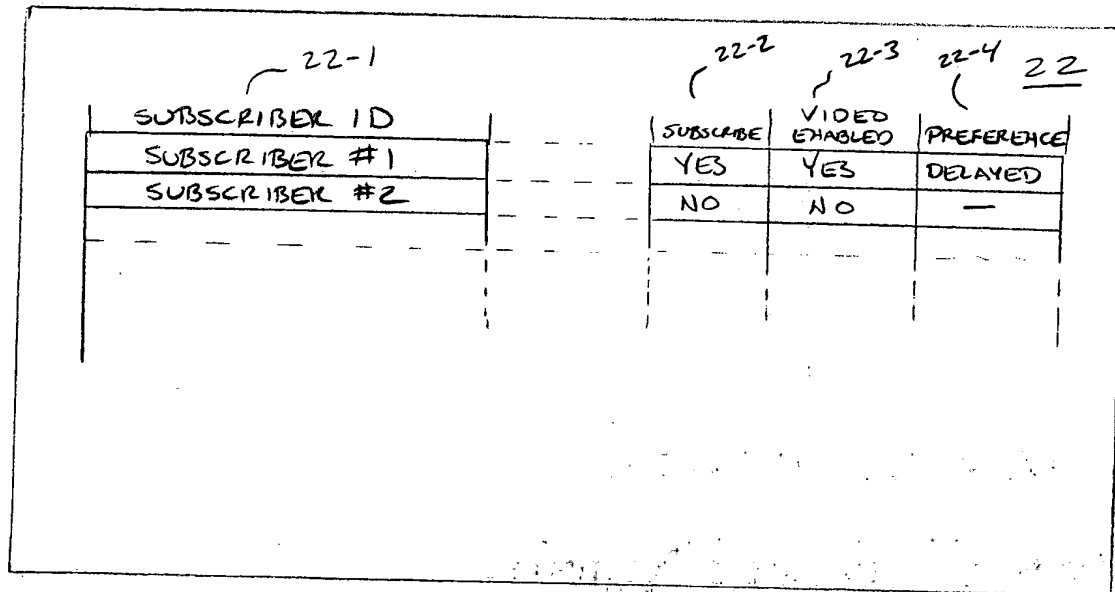 22-1 22-2 22-3 22-4 22
SUBSCRIBER ID SUBSCRIBE VIDEO ENABLED PREFERENCE
SUBSCRIBER #1 YES YES DELAYED
SUBSCRIBER #2 NO NO —